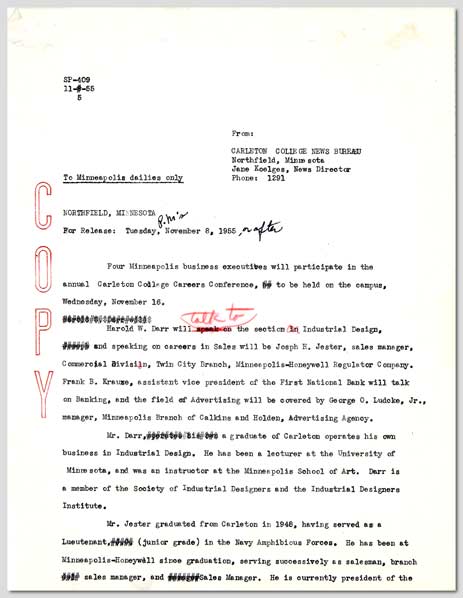 SP-409
11-8-55
5
From:
CARLETON COLLEGE NEWS BUREAU
Northfield, Minnesota
Jane Koelges, News Director
Phone: 1291
To Minneapolis dailies only
COPY
NORTHFIELD, MINNESOTA
P.M's
For Release: Tuesday, November 8, 1955, or after
Four Minneapolis business executives will participate in the
annual Carleton College Careers Conference, to be held on the campus,
Wednesday, November 16.
talk to
Harold W. Darr will speak on the section in Industrial Design,
and speaking on careers in Sales will be Josph R. Jester, sales manager,
Commercial division, Twin City Branch, Minneapolis-Honeywell Regulator Company.
Frank B. Krause, assistent vice president of the First National Bank will talk
on Banking, and the field of Advertising will be covered by George O. Ludcke, Jr.,
manager, Minneapolis Branch of Calkins and Holden, Advertising Agency.
Mr. Darr, a graduate of Carleton operates his own
business in Industrial Design. He has been a lecturer at the University of
Minnesota, and was an instructor at the Minneapolis School of Art. Darr is
a member of the Society of Industrial Designers and the Industrial Designers
Institute.
Mr. Jester graduated from Carleton in 1948, having served as a
Lueutenant, (junior grade) in the Navy Amphibious Forces. He has been at
Minneapolis-Honeywell since graduation, serving successively as salesman, branch
sales manager, and Sales Manager. He is currently president of the